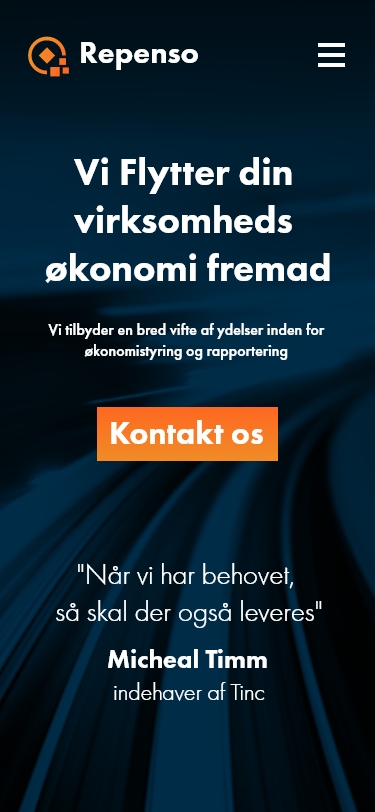 Repenso
Vi Flytter din
virksomheds
økonomi fremad
Vi tilbyder en bred vifte af ydelser inden for
økonomistyring og rapportering
Kontakt os
"Når vi har behovet,
så skal der også leveres"
Micheal Timm
indehaver af Tinc